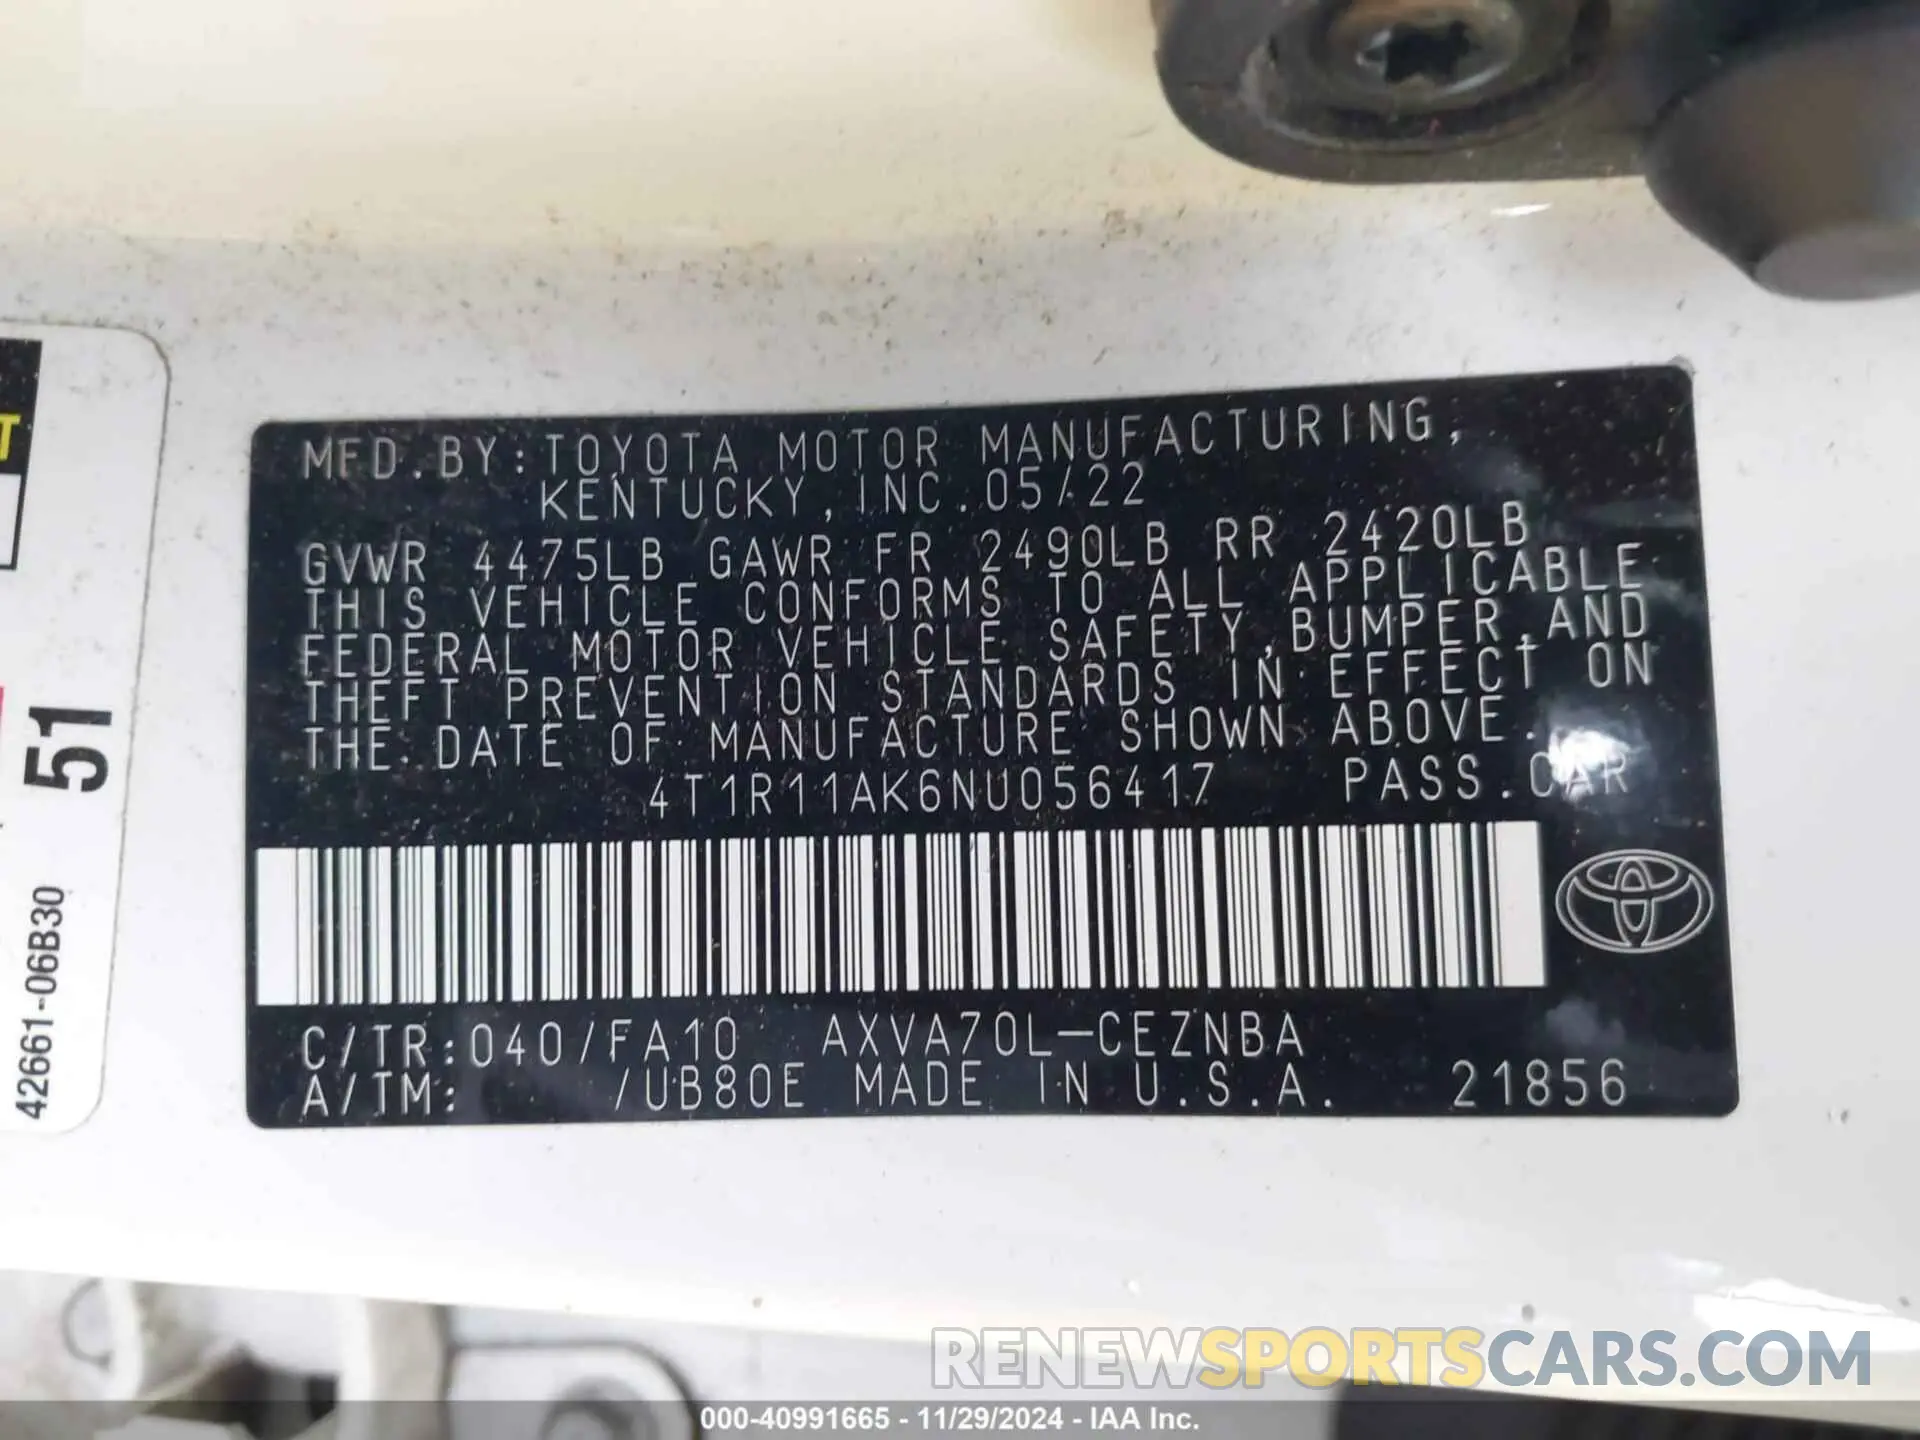 MFD.BY:TOYOTA MOTOR MANUFACTURING,
KENTUCKY,INC.05/22
GVWR 4475LB GAWR FR 2490LB RR 2420LB
THIS VEHICLE CONFORMS TO ALL APPLICABLE
FEDERAL MOTOR VEHICLE SAFETY,BUMPER,AND
THEFT PREVENTION STANDARDS IN EFFECT ON
THE DATE OF MANUFACTURE SHOWN ABOVE.
4T1R11AK6NU056417 PASS.CAR
C/TR:040/FA10 AXVA70L-CEZNBA
A/TM: /UB80E MADE IN U.S.A. 21856
T
51
42661-06B30
RENEWSPORTSCARS.COM
000-40991665 - 11/29/2024 - IAA Inc.